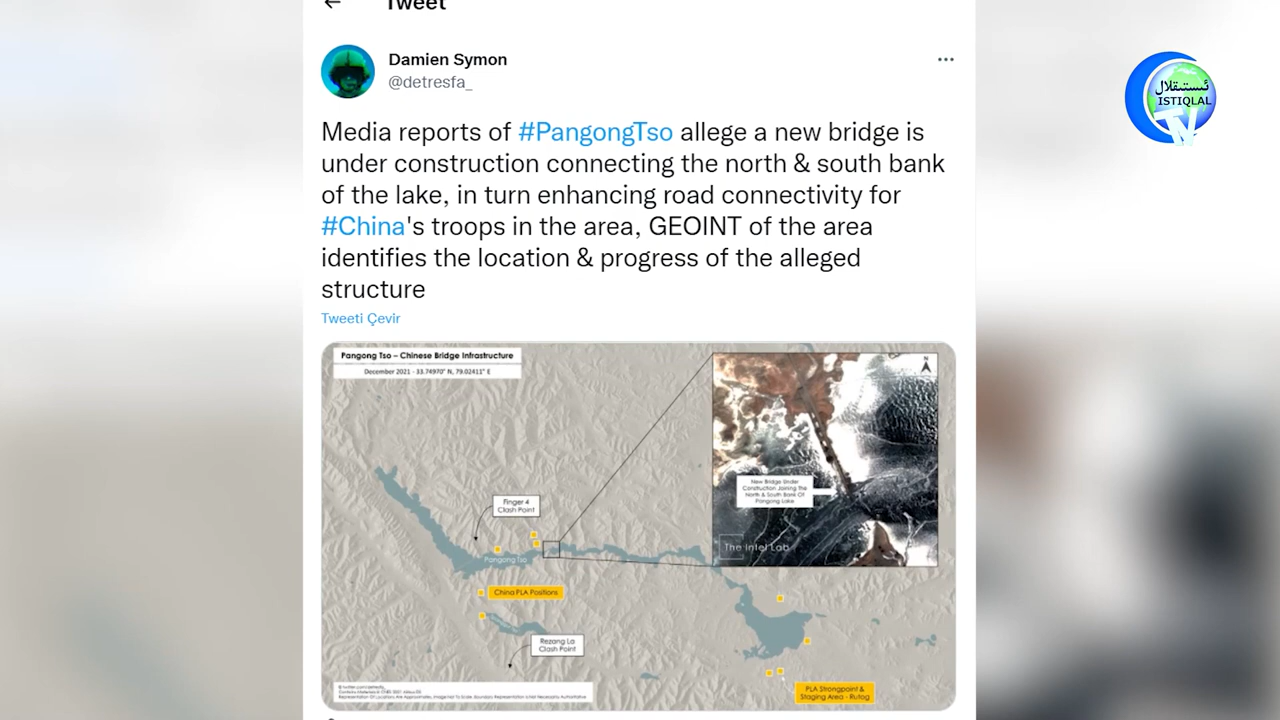 Tweet
Damien Symon
@detresfa_
Media reports of #PangongTso allege a new bridge is
under construction connecting the north & south bank
of the lake, in turn enhancing road connectivity for
#China's troops in the area, GEOINT of the area
identifies the location & progress of the alleged
structure
Tweeti Çevir
Pangong Tso – Chinese Bridge Infrastructure
December 2021 - 33.74970° N, 79.02411° E
N
New Bridge Under
Construction Joining The
North & South Bank Of
Pangong Lake
The Intel Lab
Finger 4
Clash Point
Pangong Tso
China PLA Positions
Rezang La
Clash Point
PLA Strongpoint &
Staging Area - Rutog
ئىستىقلال
ISTIQLAL
TV